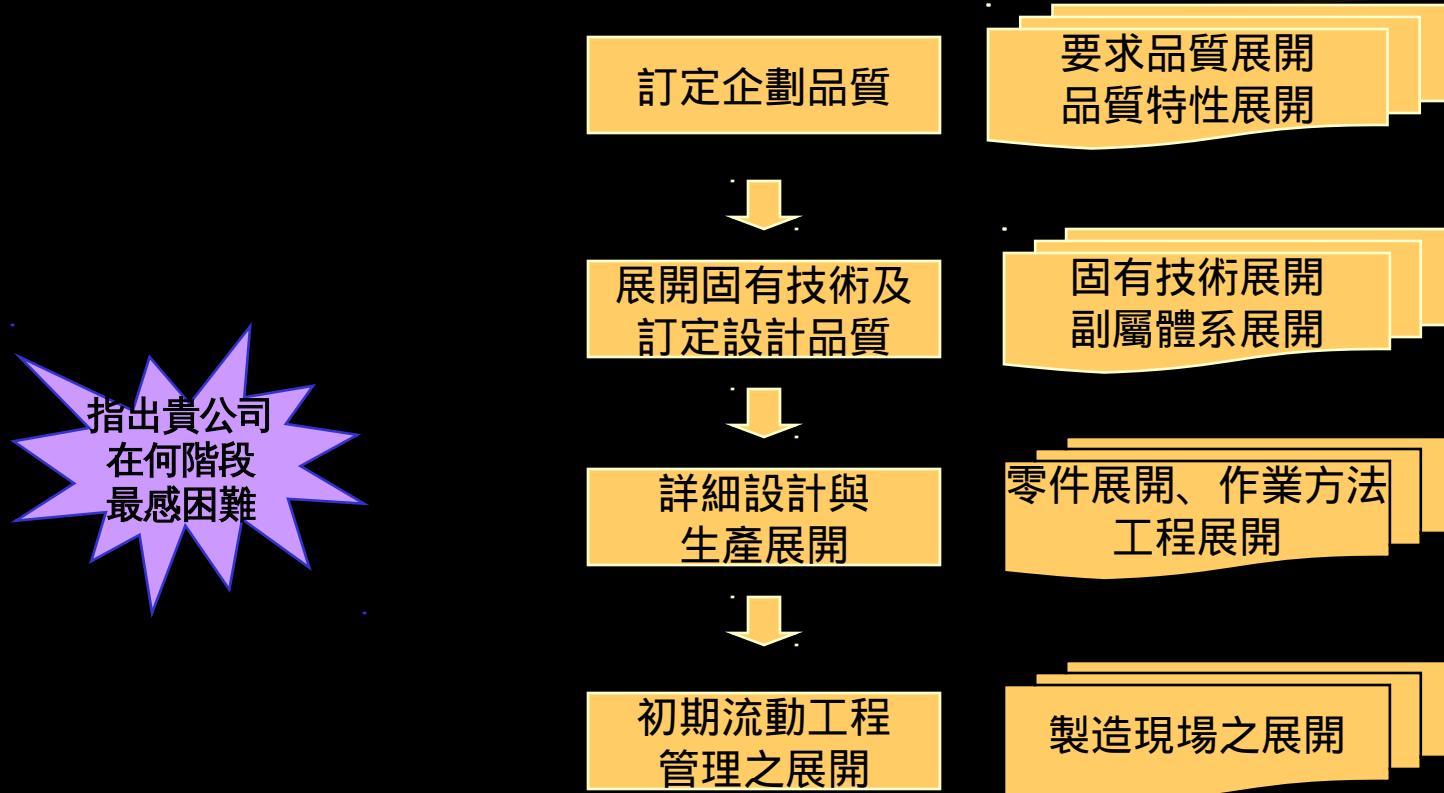 訂定企劃品質
要求品質展開
品質特性展開
展開固有技術及
訂定設計品質
固有技術展開
副屬體系展開
指出貴公司
在何階段
最感困難
詳細設計與
生產展開
零件展開、作業方法
工程展開
初期流動工程
管理之展開
製造現場之展開